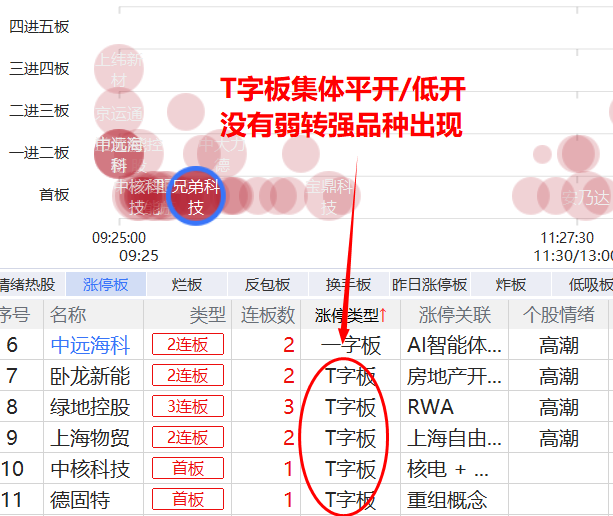 四进五板
三进四板
上纬新材
T字板集体平开/低开
没有弱转强品种出现
二进三板
京运通
一进二板
中远海科
中大力
首板
中核科技
兄弟科技
宝鼎科技
09:25:00
11:27:30
09:25
11:30/13:00
情绪热股 涨停板 烂板 反包板 换手板 昨日涨停板 炸板 低吸板
序号 名称 类型 连板数 涨停类型↑ 涨停关联 个股情绪
6 中远海科 2连板 2 一字板 AI智能体... 高潮
7 卧龙新能 2连板 2 T字板 房地产开... 高潮
8 绿地控股 3连板 3 T字板 RWA 高潮
9 上海物贸 2连板 2 T字板 上海自由... 高潮
10 中核科技 首板 1 T字板 核电 + ...
11 德固特 首板 1 T字板 重组概念